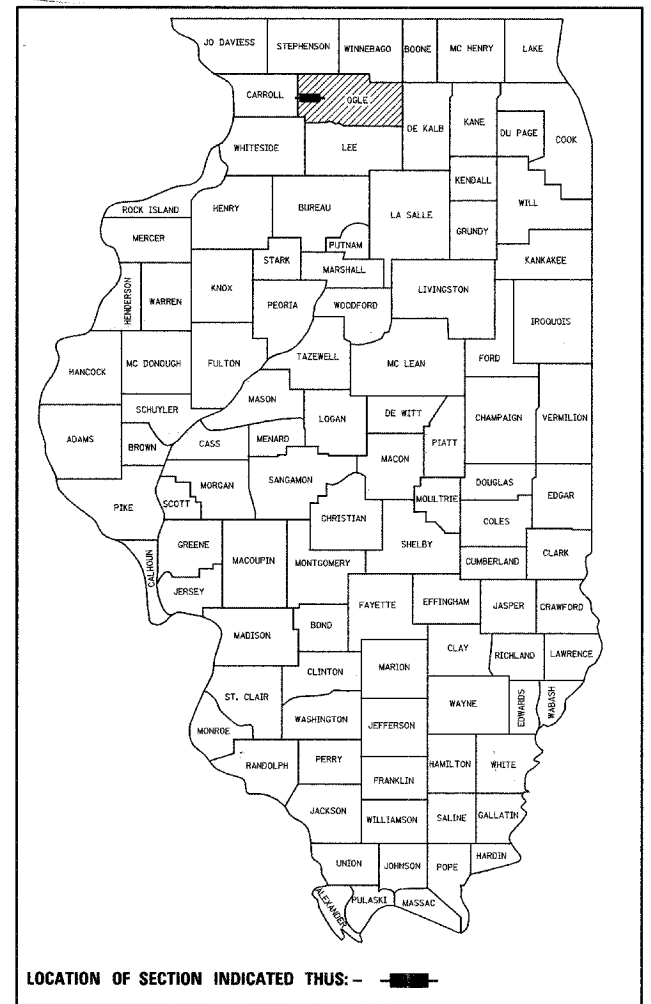 JO DAVIESS
STEPHENSON
WINNEBAGO
BOONE
MC HENRY
LAKE
CARROLL
OGLE
DE KALB
KANE
DU PAGE
COOK
WHITESIDE
LEE
KENDALL
WILL
ROCK ISLAND
HENRY
BUREAU
LA SALLE
GRUNDY
MERCER
PUTNAM
KANKAKEE
STARK
MARSHALL
HENDERSON
WARREN
KNOX
PEORIA
WOODFORD
LIVINGSTON
IROQUOIS
HANCOCK
MC DONOUGH
FULTON
TAZEWELL
MC LEAN
FORD
SCHUYLER
MASON
LOGAN
DE WITT
CHAMPAIGN
VERMILION
ADAMS
BROWN
CASS
MENARD
MACON
PIATT
PIKE
SCOTT
MORGAN
SANGAMON
CHRISTIAN
MOULTRIE
DOUGLAS
EDGAR
COLES
CALHOUN
GREENE
MACOUPIN
MONTGOMERY
SHELBY
CUMBERLAND
CLARK
JERSEY
FAYETTE
EFFINGHAM
JASPER
CRAWFORD
MADISON
BOND
CLAY
RICHLAND
LAWRENCE
CLINTON
MARION
ST. CLAIR
WAYNE
EDWARDS
WABASH
MONROE
WASHINGTON
JEFFERSON
RANDOLPH
PERRY
HAMILTON
WHITE
FRANKLIN
JACKSON
WILLIAMSON
SALINE
GALLATIN
UNION
JOHNSON
POPE
HARDIN
ALEXANDER
PULASKI
MASSAC
LOCATION OF SECTION INDICATED THUS: -